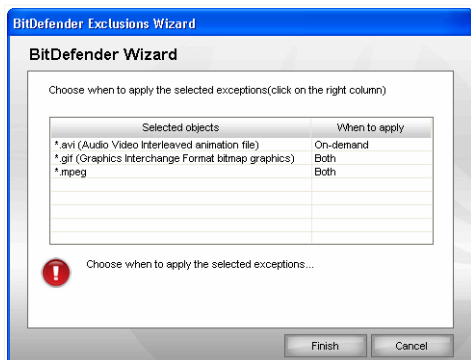 BitDefender Exclusions Wizard
BitDefender Wizard
Choose when to apply the selected exceptions(click on the right column)
Selected objects When to apply
*.avi (Audio Video Interleaved animation file) On-demand
*.gif (Graphics Interchange Format bitmap graphics) Both
*.mpeg Both
Choose when to apply the selected exceptions...
Finish Cancel